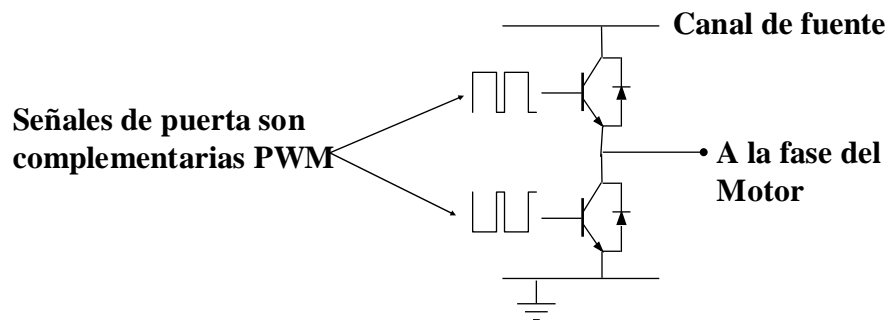 Canal de fuente
Señales de puerta son
complementarias PWM
A la fase del
Motor